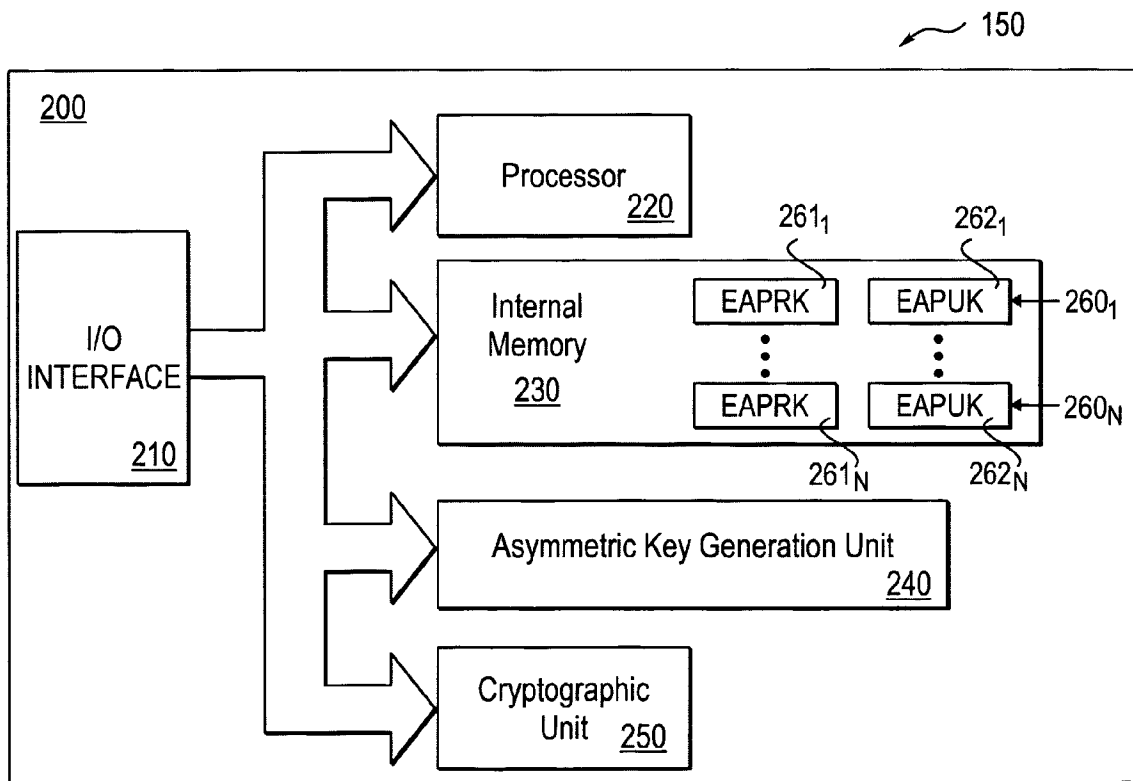 150
200
Processor
220
261₁
262₁
I/O
INTERFACE
210
Internal
Memory
230
EAPRK
EAPUK
260₁
EAPRK
EAPUK
260N
261N
262N
Asymmetric Key Generation Unit
240
Cryptographic
Unit
250